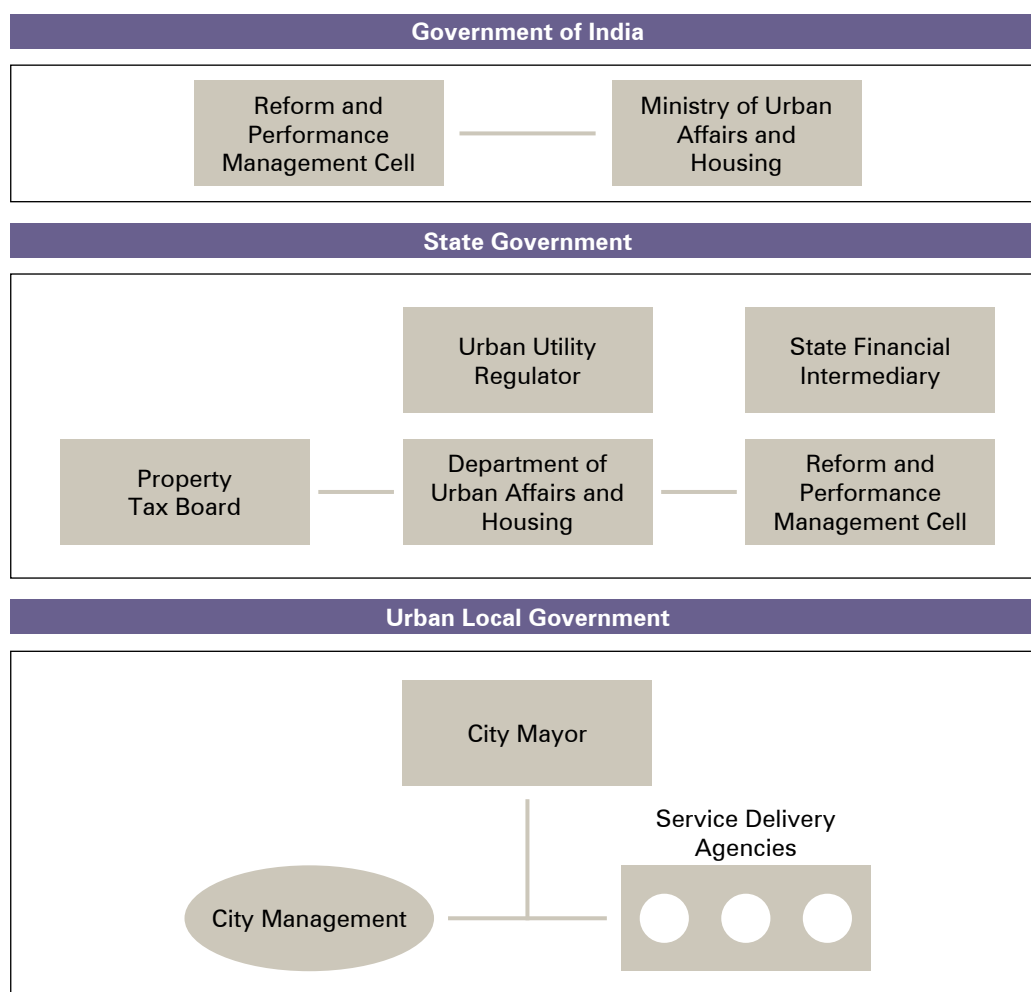 Government of India
Reform and
Performance
Management Cell
Ministry of Urban
Affairs and
Housing
State Government
Urban Utility
Regulator
State Financial
Intermediary
Property
Tax Board
Department of
Urban Affairs and
Housing
Reform and
Performance
Management Cell
Urban Local Government
City Mayor
Service Delivery
Agencies
City Management